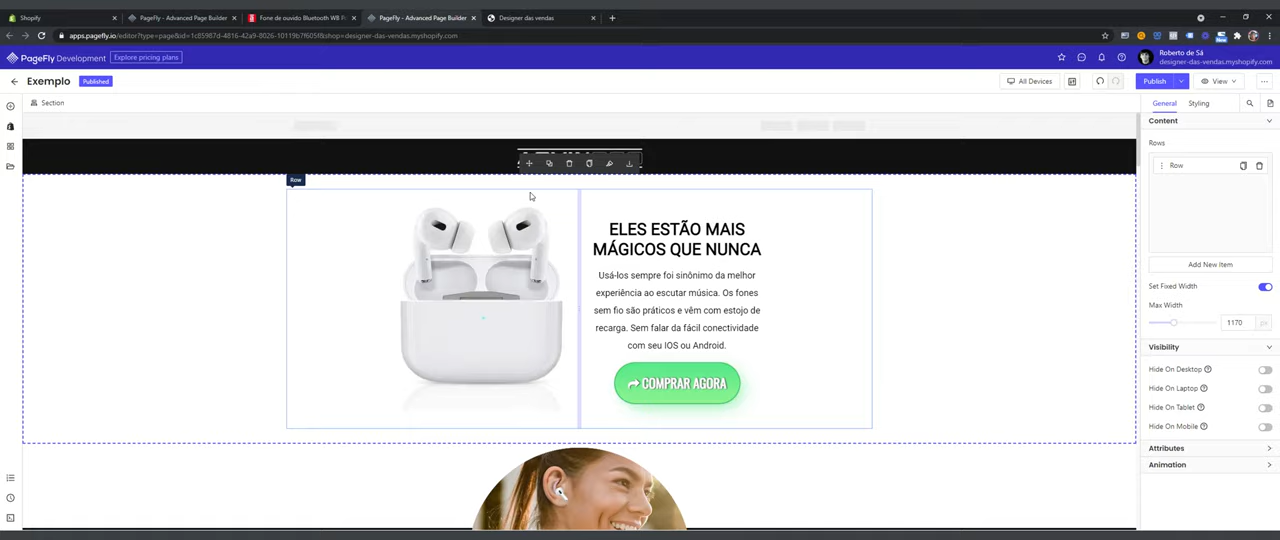 Shopify
PageFly - Advanced Page Builder
Fone de ouvido Bluetooth WB F
PageFly - Advanced Page Builder
Designer das vendas
apps.pagefly.io/editor?type=page&id=1c85987d-4816-42a9-8026-10119b7f605f&shop=designer-das-vendas.myshopify.com
New
PageFly Development
Explore pricing plans
Roberto de Sá
designer-das-vendas.myshopify.com
Exemplo
Published
All Devices
Publish
View
Section
General
Styling
Content
Rows
Row
Add New Item
Set Fixed Width
Max Width
1170
px
Visibility
Hide On Desktop
Hide On Laptop
Hide On Tablet
Hide On Mobile
Attributes
Animation
Row
ELES ESTÃO MAIS
MÁGICOS QUE NUNCA
Usá-los sempre foi sinônimo da melhor
experiência ao escutar música. Os fones
sem fio são práticos e vêm com estojo de
recarga. Sem falar da fácil conectividade
com seu IOS ou Android.
COMPRAR AGORA